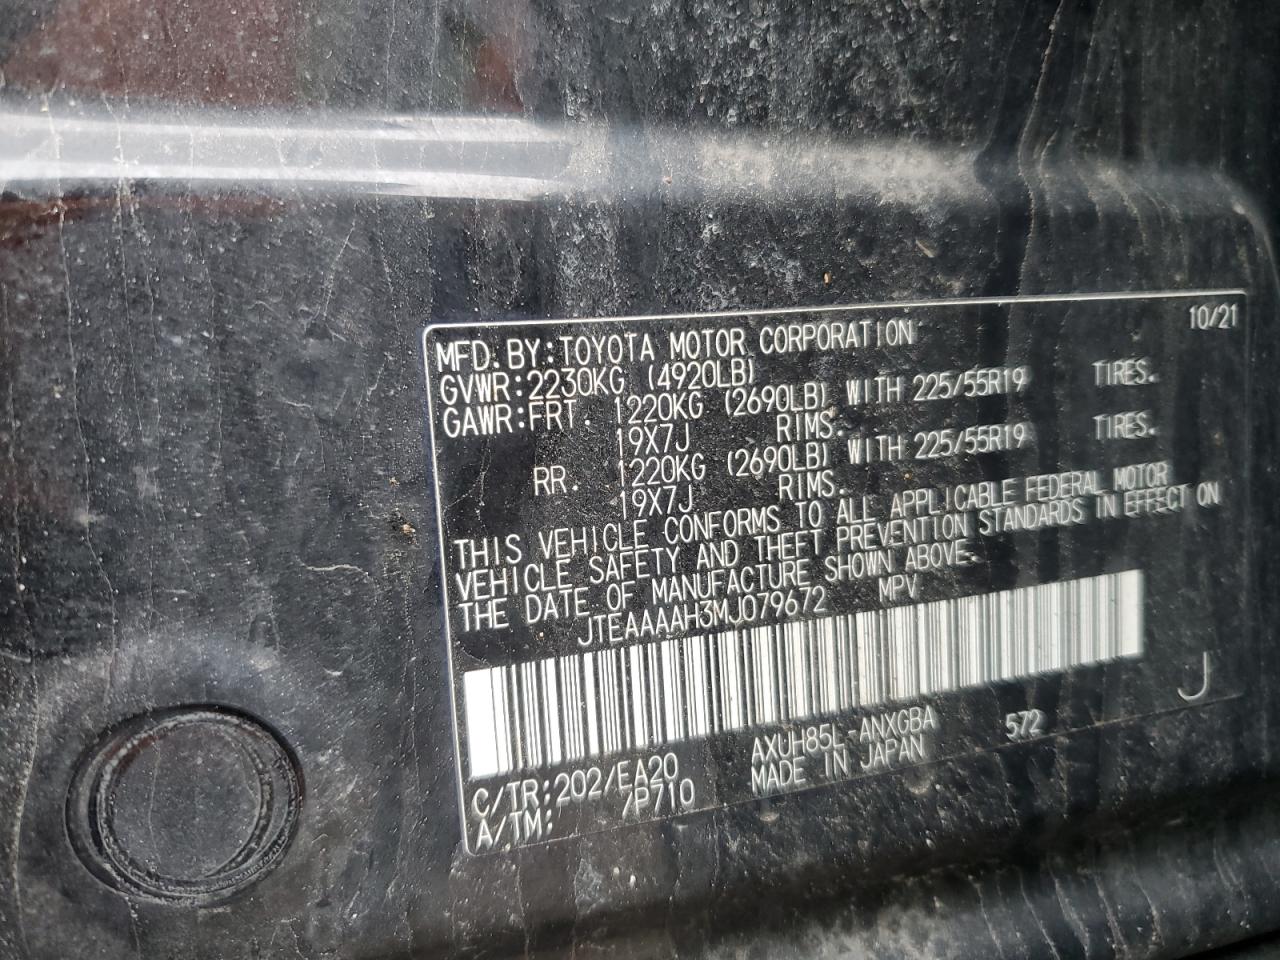 MFD. BY: TOYOTA MOTOR CORPORATION 10/21
GVWR: 2230KG (4920LB)
GAWR: FRT. 1220KG (2690LB) WITH 225/55R19 TIRES.
19X7J RIMS.
RR. 1220KG (2690LB) WITH 225/55R19 TIRES.
19X7J RIMS.
THIS VEHICLE CONFORMS TO ALL APPLICABLE FEDERAL MOTOR
VEHICLE SAFETY AND THEFT PREVENTION STANDARDS IN EFFECT ON
THE DATE OF MANUFACTURE SHOWN ABOVE.
JTEAAAAH3MJ079672 MPV
J
C/TR: 202/EA20 AXUH85L-ANXGBA 572
A/TM: /P710 MADE IN JAPAN